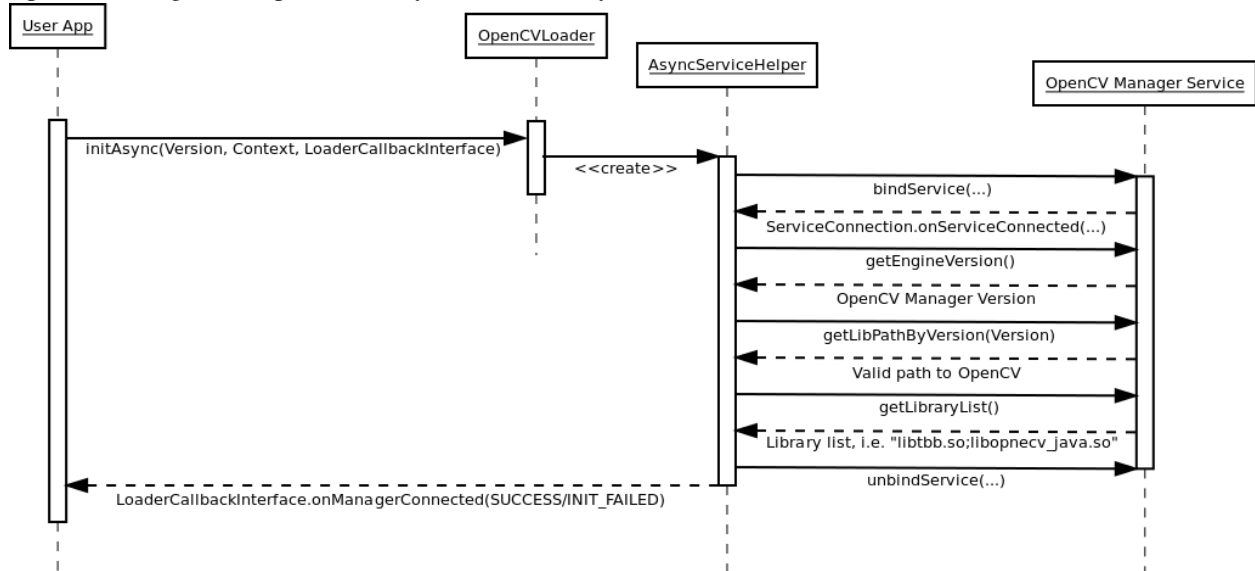 User App
OpenCVLoader
AsyncServiceHelper
OpenCV Manager Service
initAsync(Version, Context, LoaderCallbackInterface)
<<create>>
bindService(...)
ServiceConnection.onServiceConnected(...)
getEngineVersion()
OpenCV Manager Version
getLibPathByVersion(Version)
Valid path to OpenCV
getLibraryList()
Library list, i.e. "libtbb.so;libopnecv_java.so"
unbindService(...)
LoaderCallbackInterface.onManagerConnected(SUCCESS/INIT_FAILED)